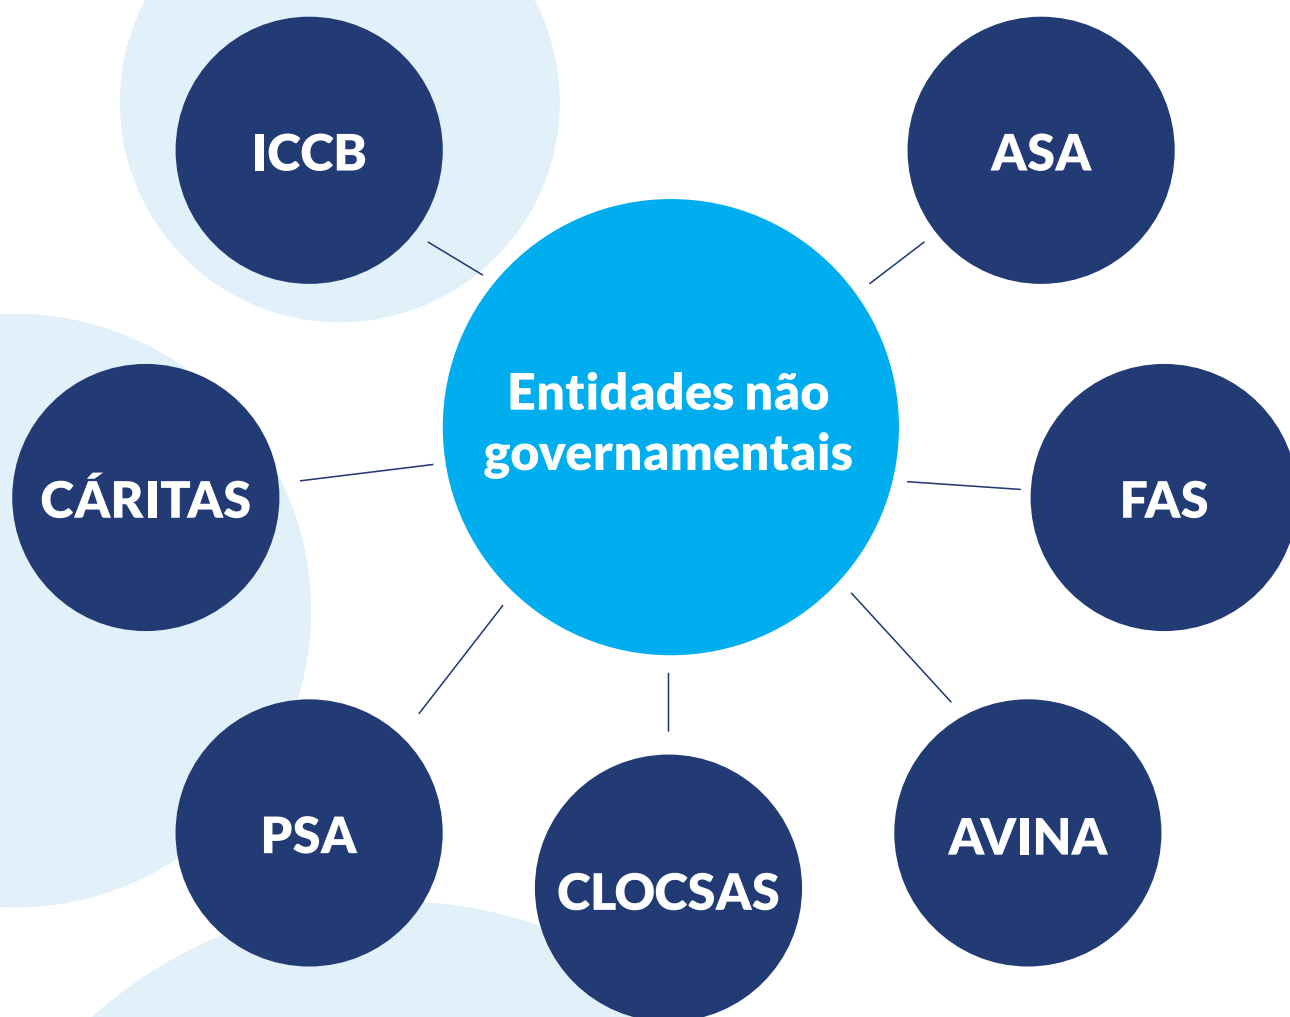 ICCB
ASA
Entidades não
governamentais
CÁRITAS
FAS
PSA
AVINA
CLOCSAS